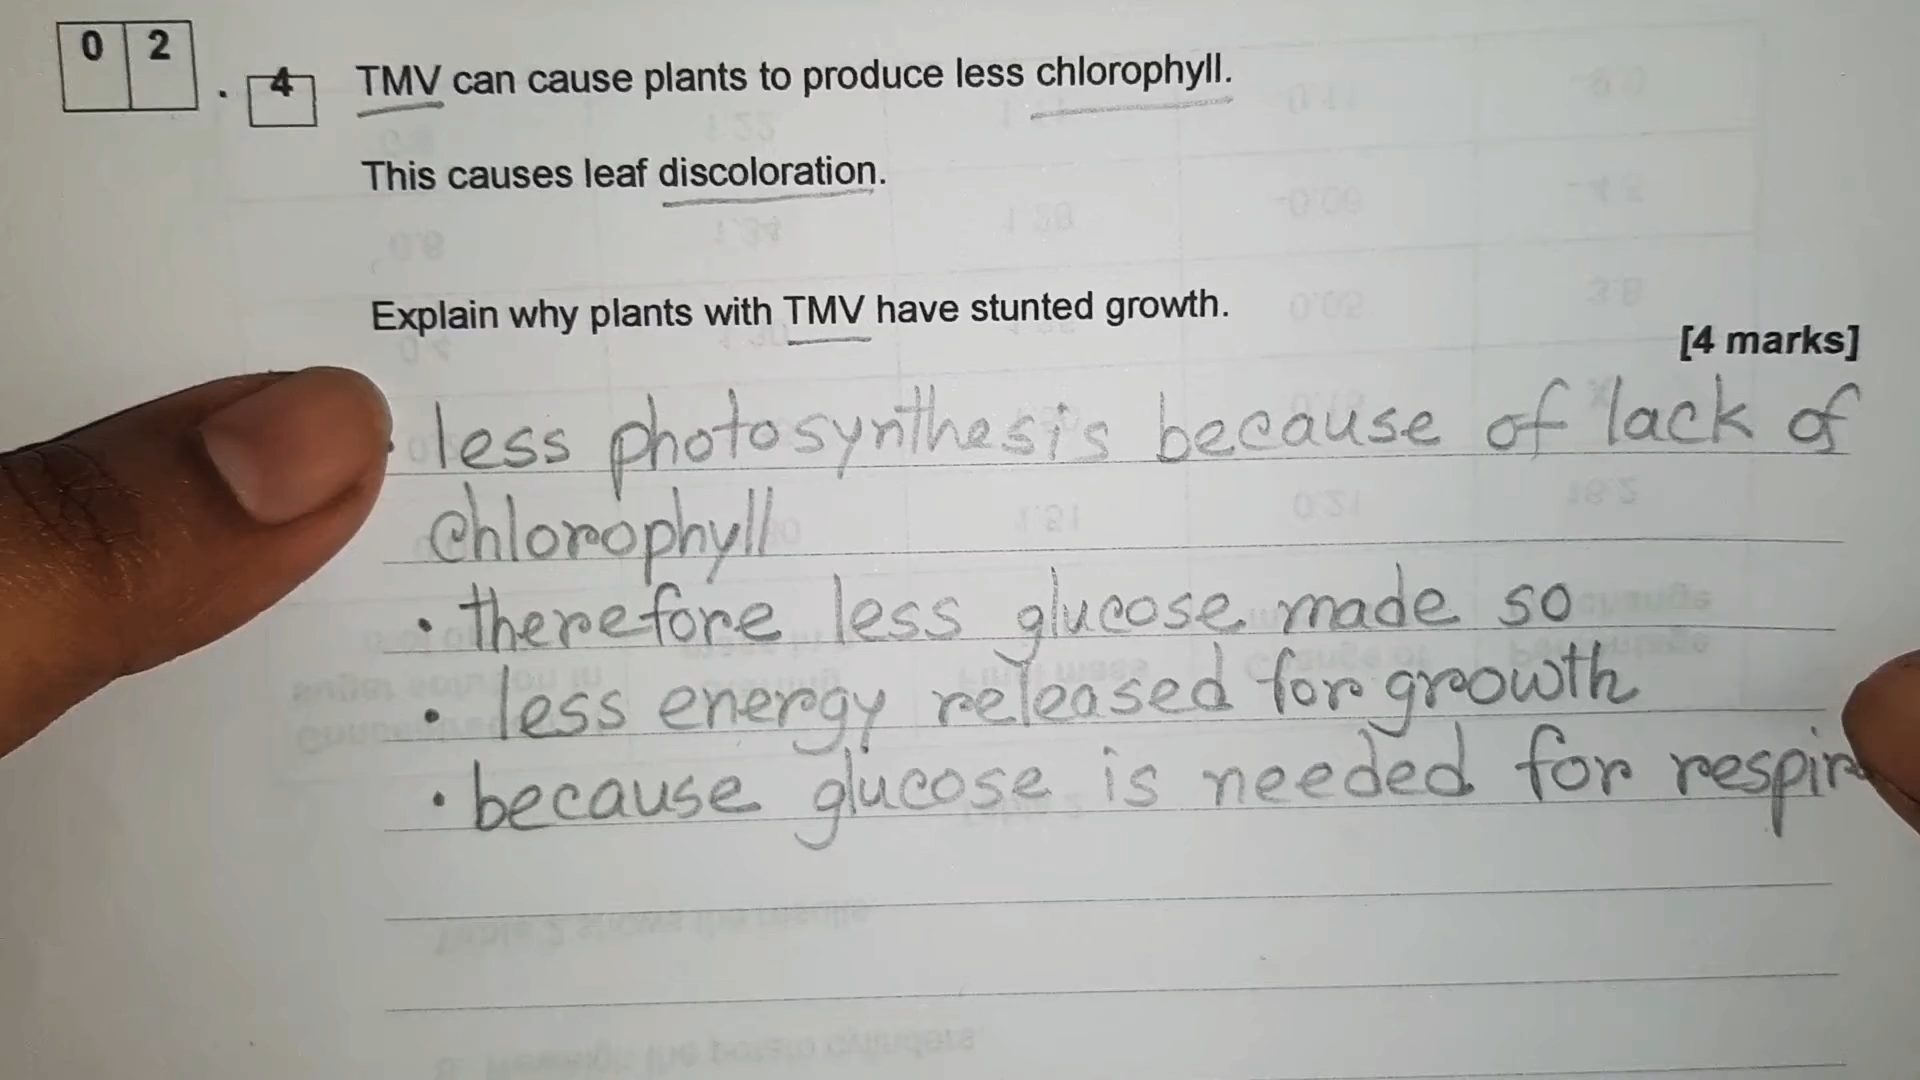 0 2 . 4 TMV can cause plants to produce less chlorophyll.
This causes leaf discoloration.
Explain why plants with TMV have stunted growth.
[4 marks]
less photosynthesis because of lack of
chlorophyll
• therefore less glucose made so
• less energy released for growth
• because glucose is needed for respir